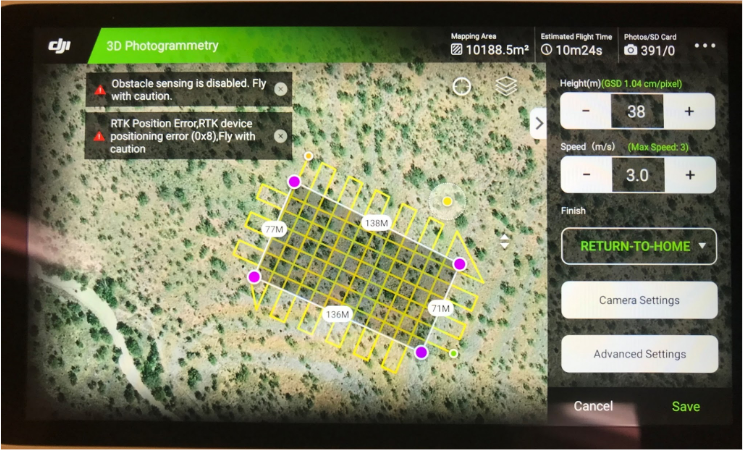 dji
3D Photogrammetry
Mapping Area
10188.5m²
Estimated Flight Time
10m24s
Photos/SD Card
391/0
Obstacle sensing is disabled. Fly
with caution.
RTK Position Error,RTK device
positioning error (0x8),Fly with
caution
Height(m)(GSD 1.04 cm/pixel)
- 38 +
Speed (m/s) (Max Speed: 3)
- 3.0 +
Finish
RETURN-TO-HOME
Camera Settings
Advanced Settings
Cancel
Save
138M
77M
71M
136M